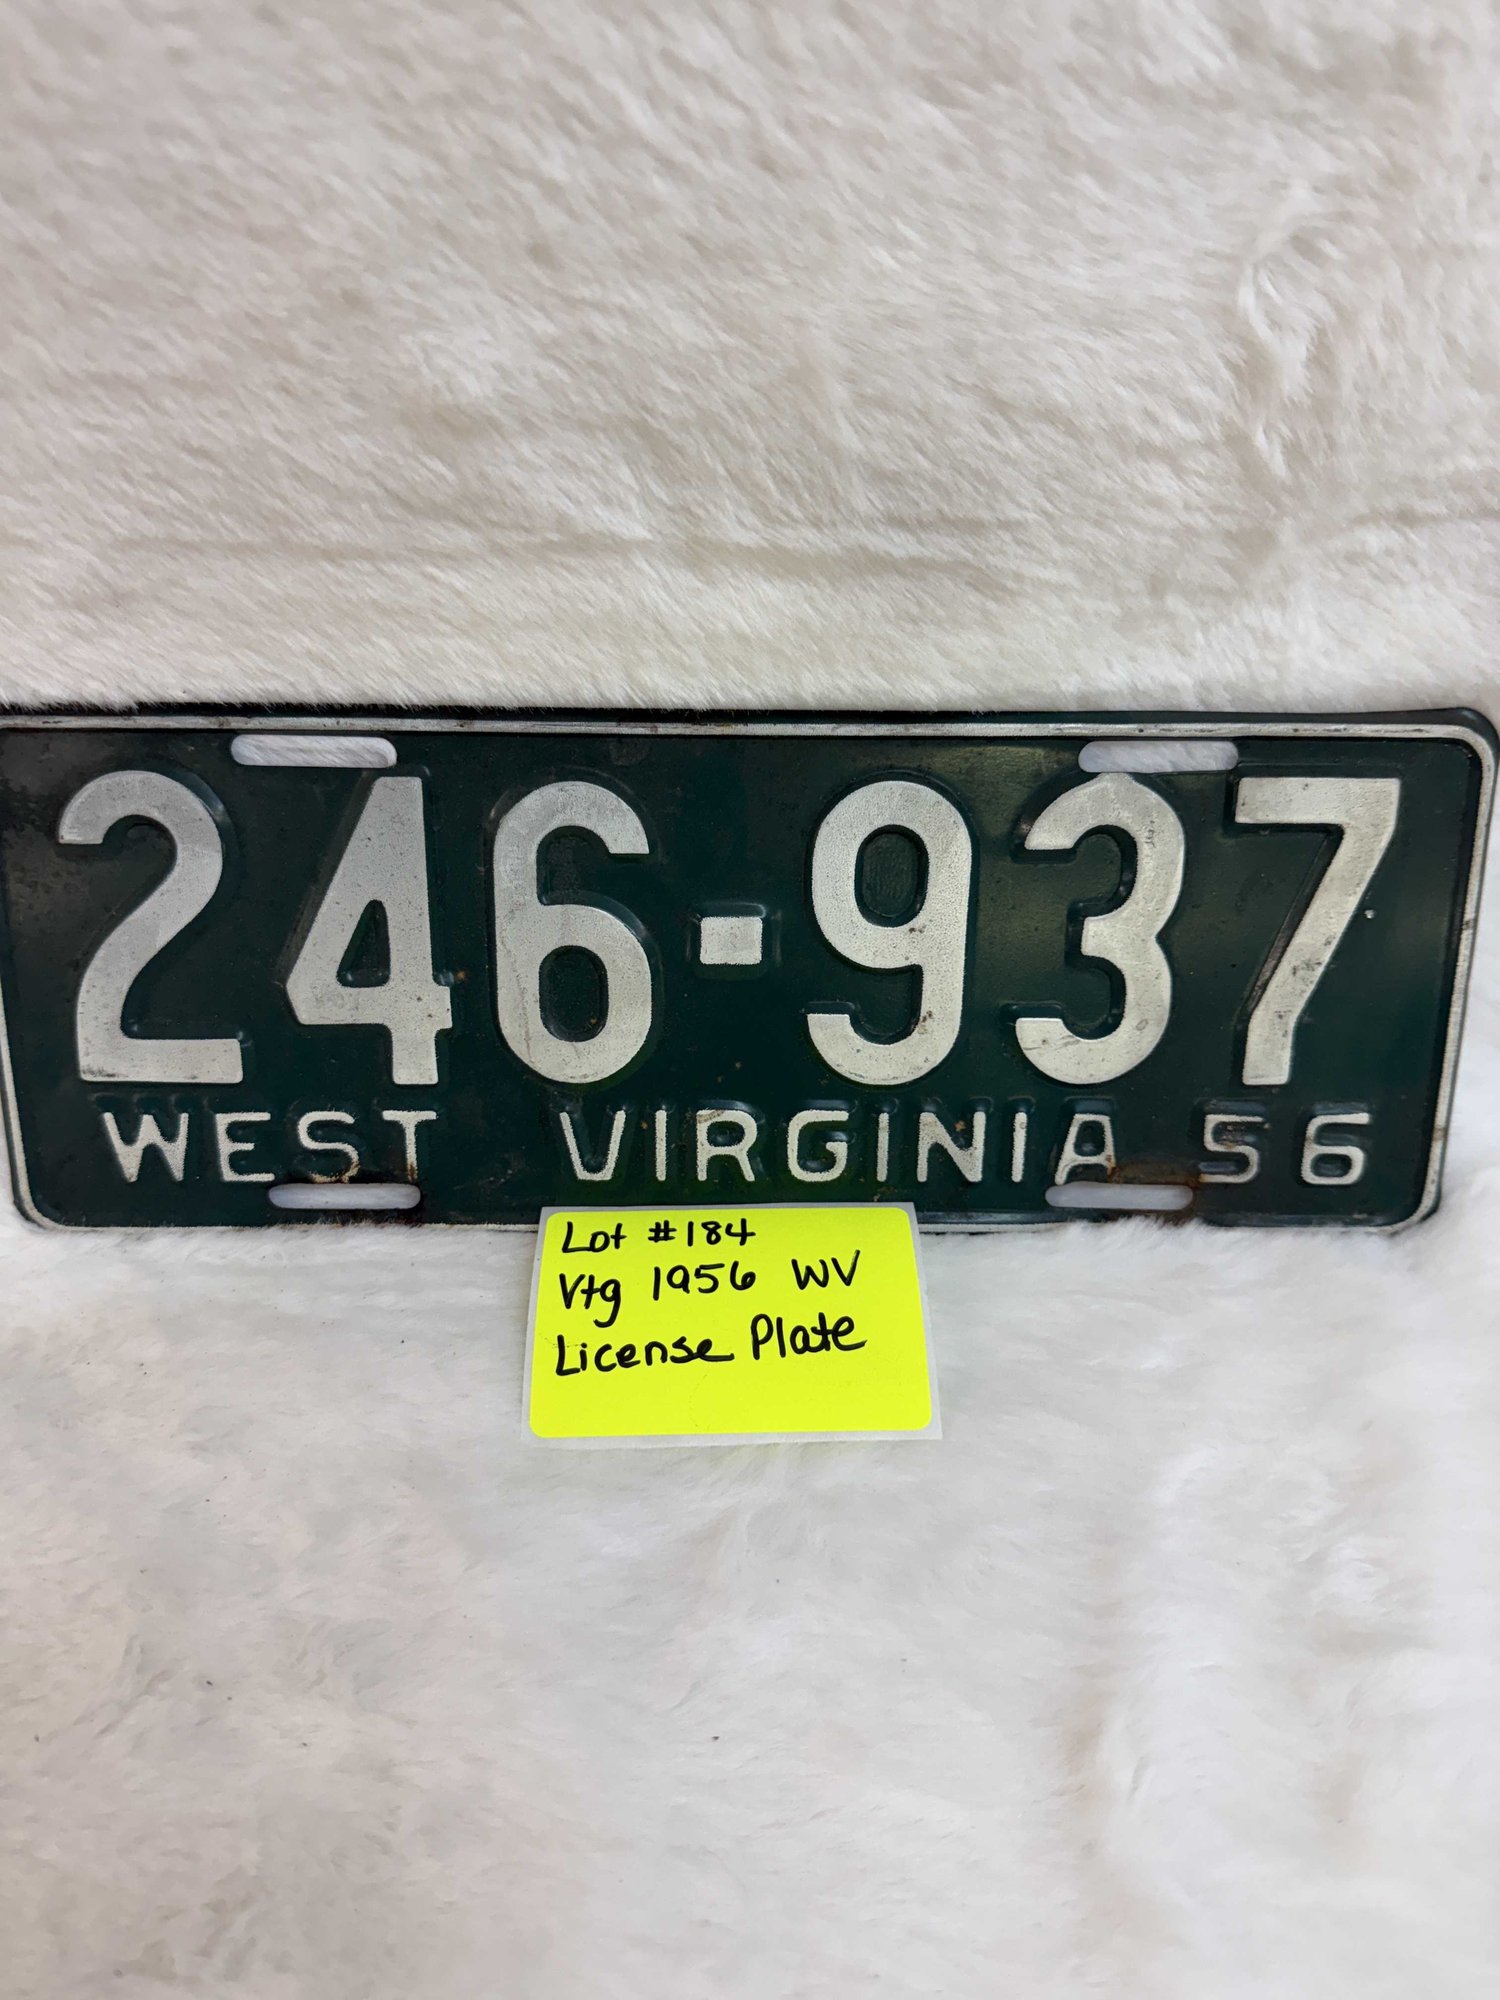 246-937
WEST VIRGINIA 56
Lot #184
Vtg 1956 WV
License Plate